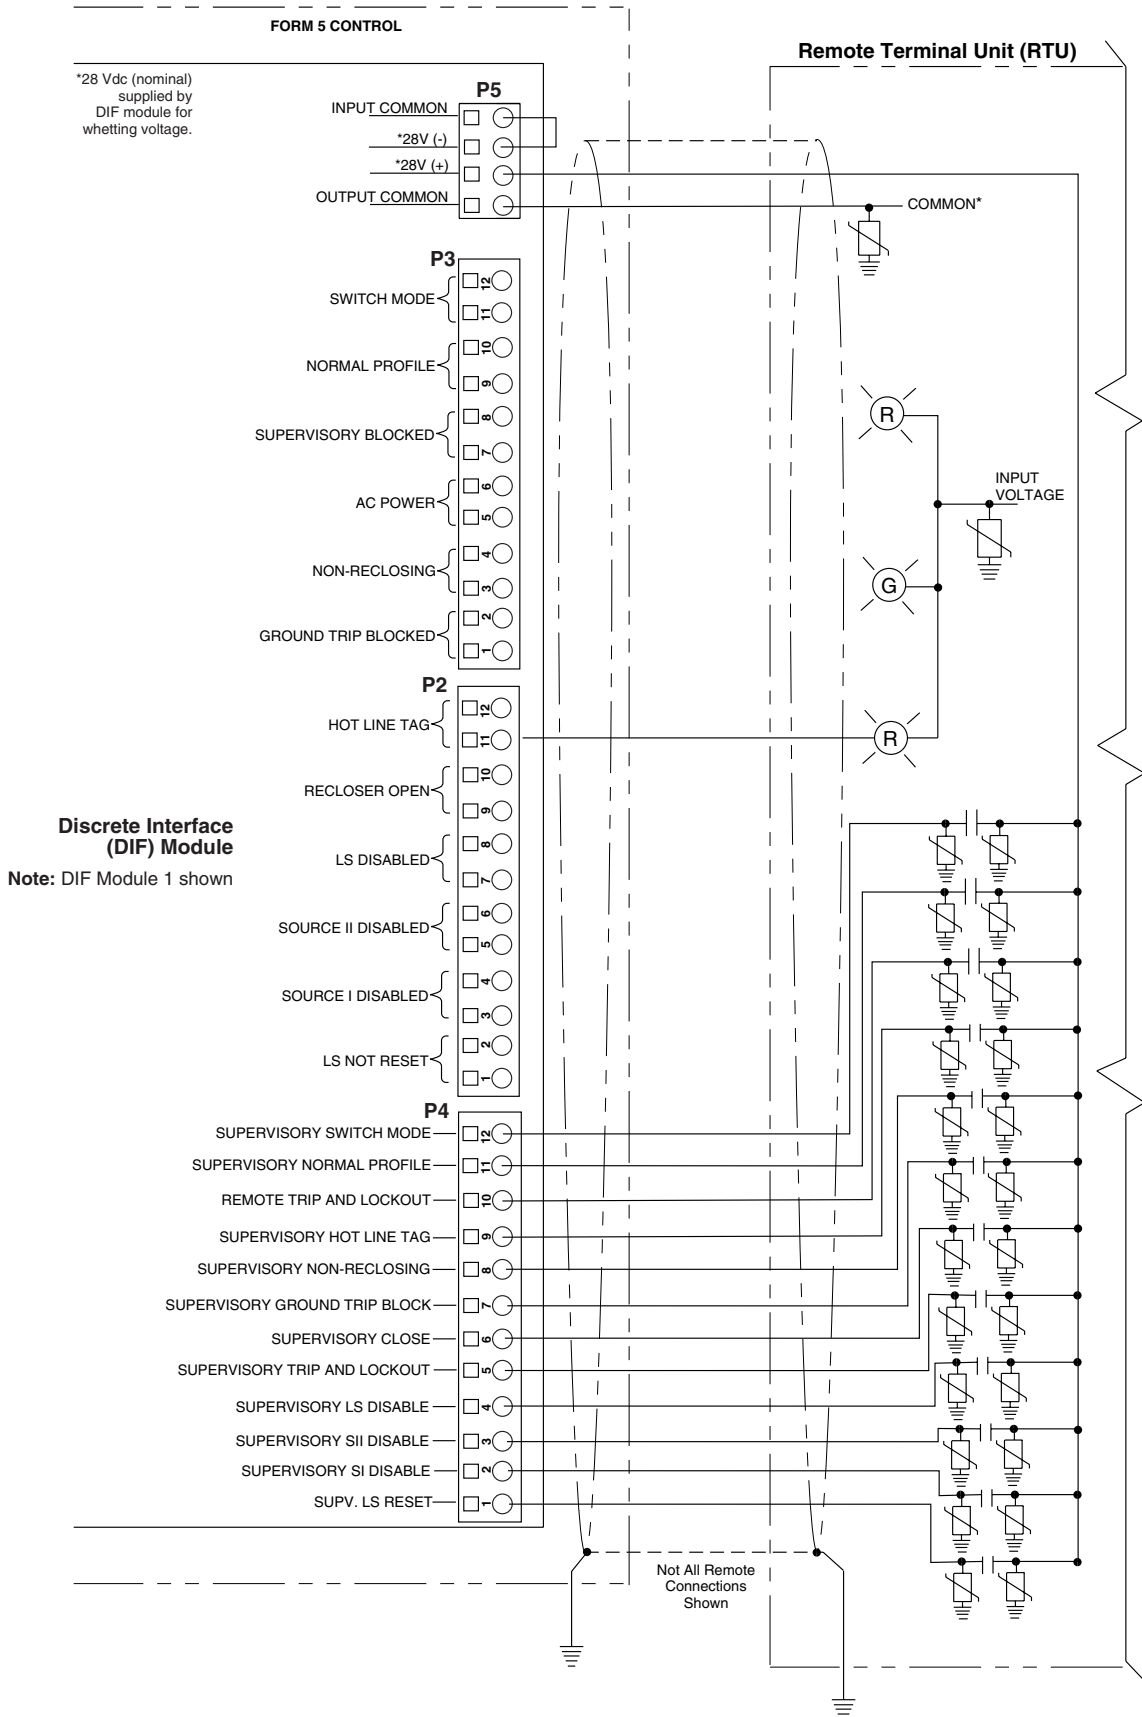 FORM 5 CONTROL
Remote Terminal Unit (RTU)
*28 Vdc (nominal)
supplied by
DIF module for
whetting voltage.
P5
INPUT COMMON
*28V (-)
*28V (+)
OUTPUT COMMON
COMMON*
P3
SWITCH MODE
12
11
NORMAL PROFILE
10
9
SUPERVISORY BLOCKED
8
7
AC POWER
6
5
NON-RECLOSING
4
3
GROUND TRIP BLOCKED
2
1
R
INPUT
VOLTAGE
G
R
P2
HOT LINE TAG
12
11
RECLOSER OPEN
10
9
LS DISABLED
8
7
SOURCE II DISABLED
6
5
SOURCE I DISABLED
4
3
LS NOT RESET
2
1
Discrete Interface
(DIF) Module
Note: DIF Module 1 shown
P4
SUPERVISORY SWITCH MODE 12
SUPERVISORY NORMAL PROFILE 11
REMOTE TRIP AND LOCKOUT 10
SUPERVISORY HOT LINE TAG 9
SUPERVISORY NON-RECLOSING 8
SUPERVISORY GROUND TRIP BLOCK 7
SUPERVISORY CLOSE 6
SUPERVISORY TRIP AND LOCKOUT 5
SUPERVISORY LS DISABLE 4
SUPERVISORY SII DISABLE 3
SUPERVISORY SI DISABLE 2
SUPV. LS RESET 1
Not All Remote
Connections
Shown